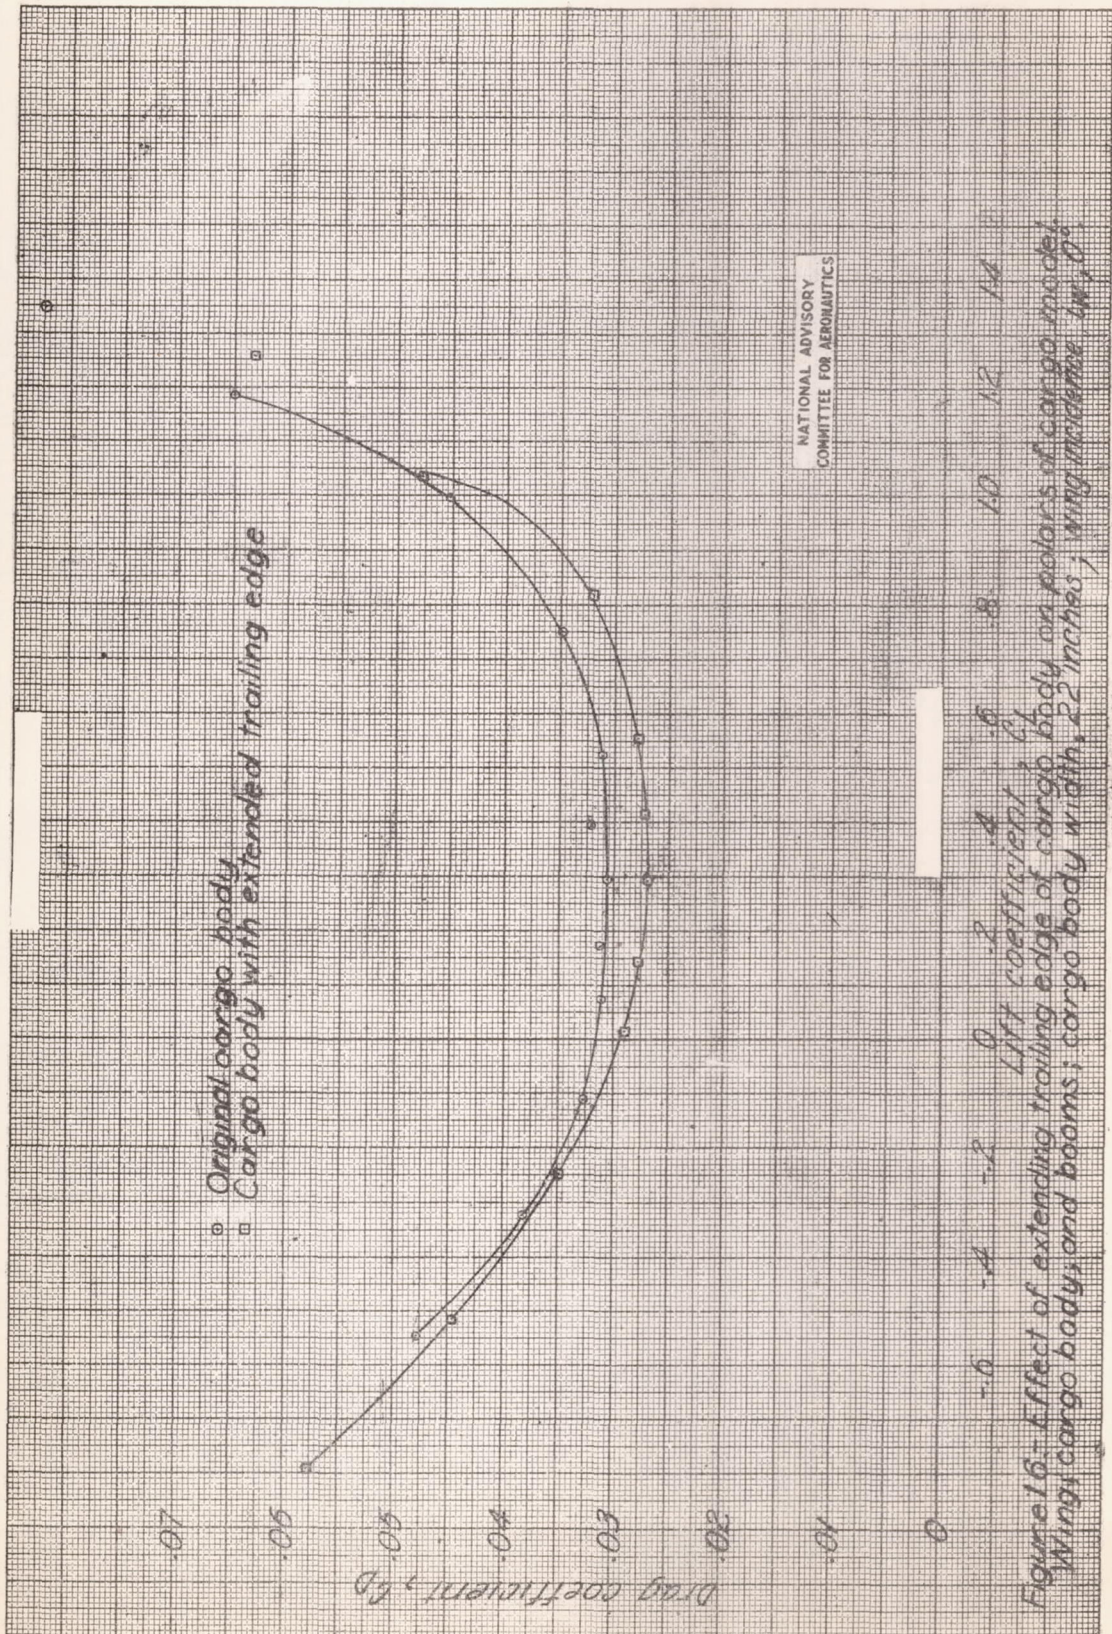 Original cargo body
Cargo body with extended trailing edge
NATIONAL ADVISORY
COMMITTEE FOR AERONAUTICS
.07
.06
.05
.04
.03
.02
.01
0
Drag coefficient, CD
-.6 -.4 -.2 0 .2 .4 .6 .8 1.0 1.2 1.4
Lift coefficient, CL
Figure 16.- Effect of extending trailing edge of cargo body on polars of cargo model.
Wing, cargo body, and booms; cargo body width, 22 inches; wing incidence, iw, 0°.